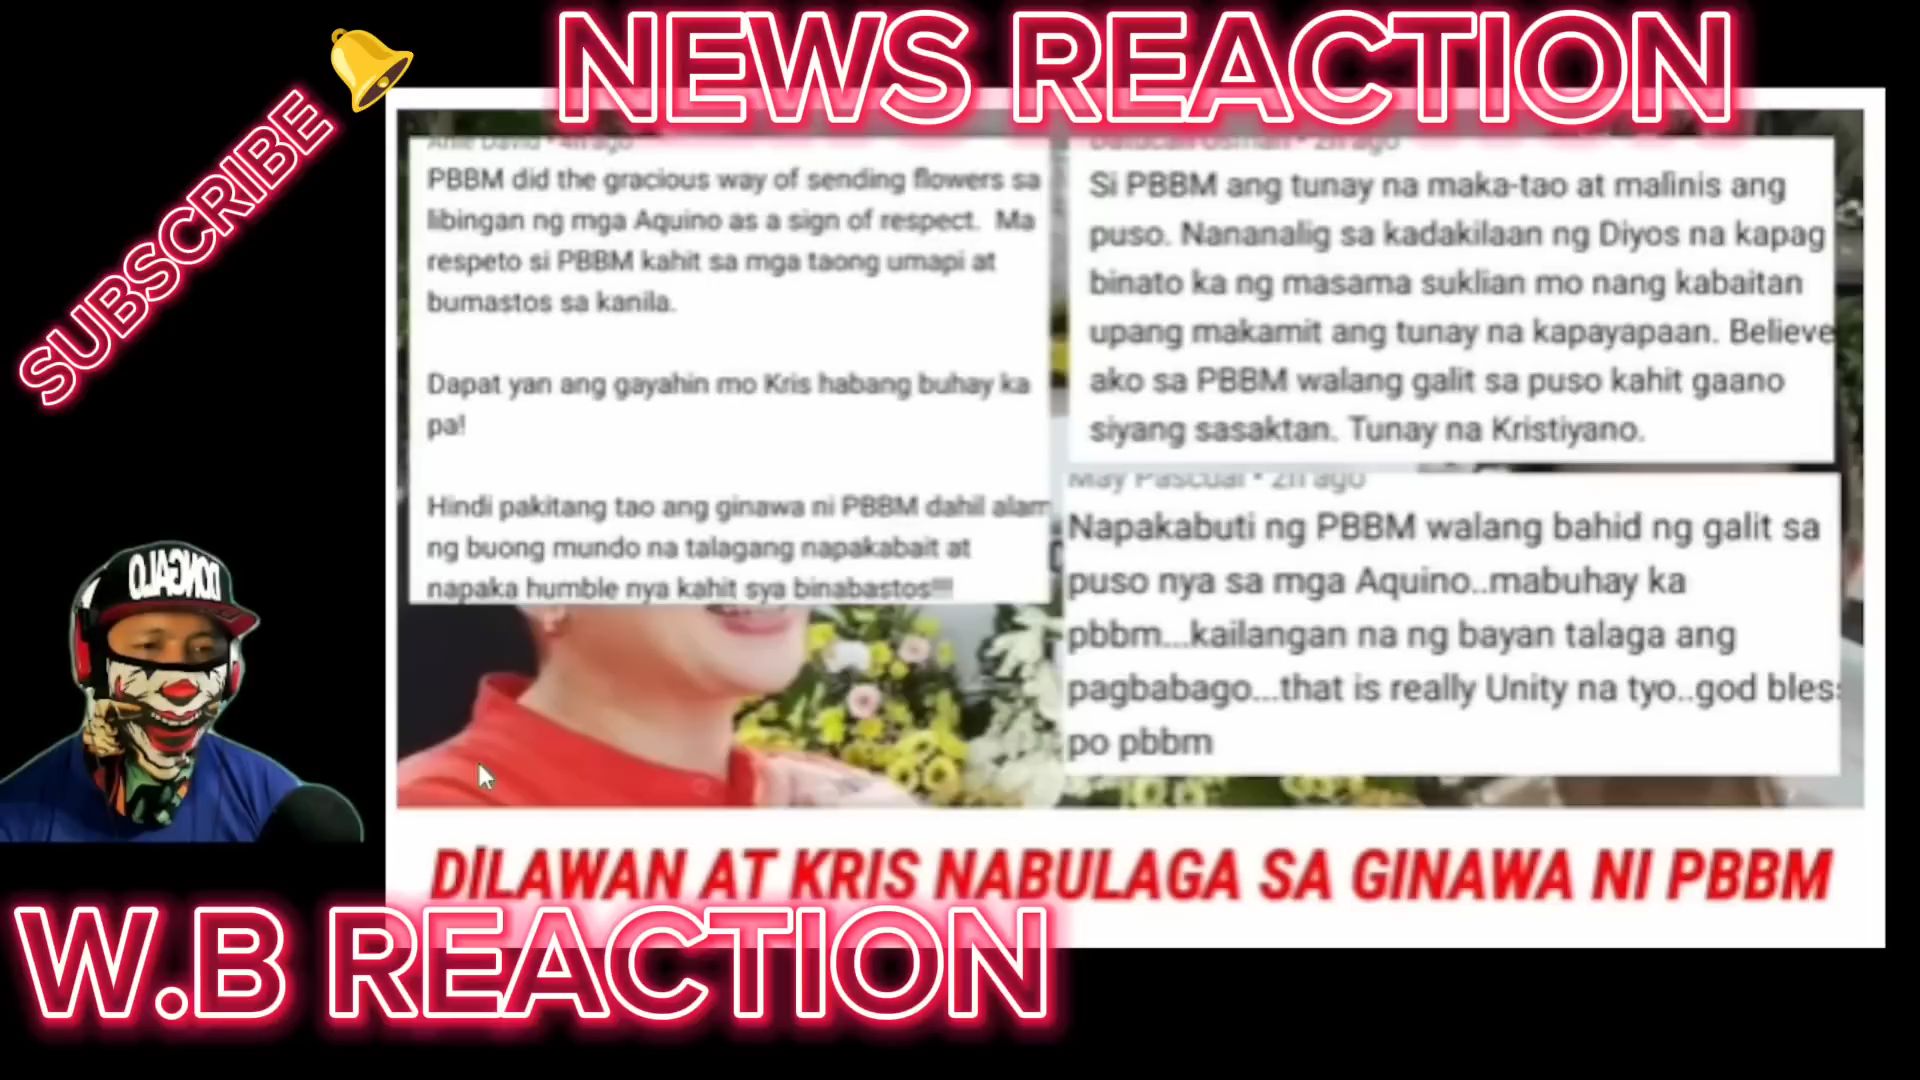 NEWS REACTION
SUBSCRIBE
PBBM did the gracious way of sending flowers sa
libingan ng mga Aquino as a sign of respect. Ma
respeto si PBBM kahit sa mga taong umapi at
bumastos sa kanila.
Dapat yan ang gayahin mo Kris habang buhay ka
pa!
Hindi pakitang tao ang ginawa ni PBBM dahil alam
ng buong mundo na talagang napakabait at
napaka humble nya kahit sya binabastos!!!!
Si PBBM ang tunay na maka-tao at malinis ang
puso. Nananalig sa kadakilaan ng Diyos na kapag
binato ka ng masama suklian mo nang kabaitan
upang makamit ang tunay na kapayapaan. Believe
ako sa PBBM walang galit sa puso kahit gaano
siyang sasaktan. Tunay na Kristiyano.
May Pascual • 2h ago
Napakabuti ng PBBM walang bahid ng galit sa
puso nya sa mga Aquino..mabuhay ka
pbbm...kailangan na ng bayan talaga ang
pagbabago...that is really Unity na tyo..god bless
po pbbm
DONGALO
DILAWAN AT KRIS NABULAGA SA GINAWA NI PBBM
W.B REACTION